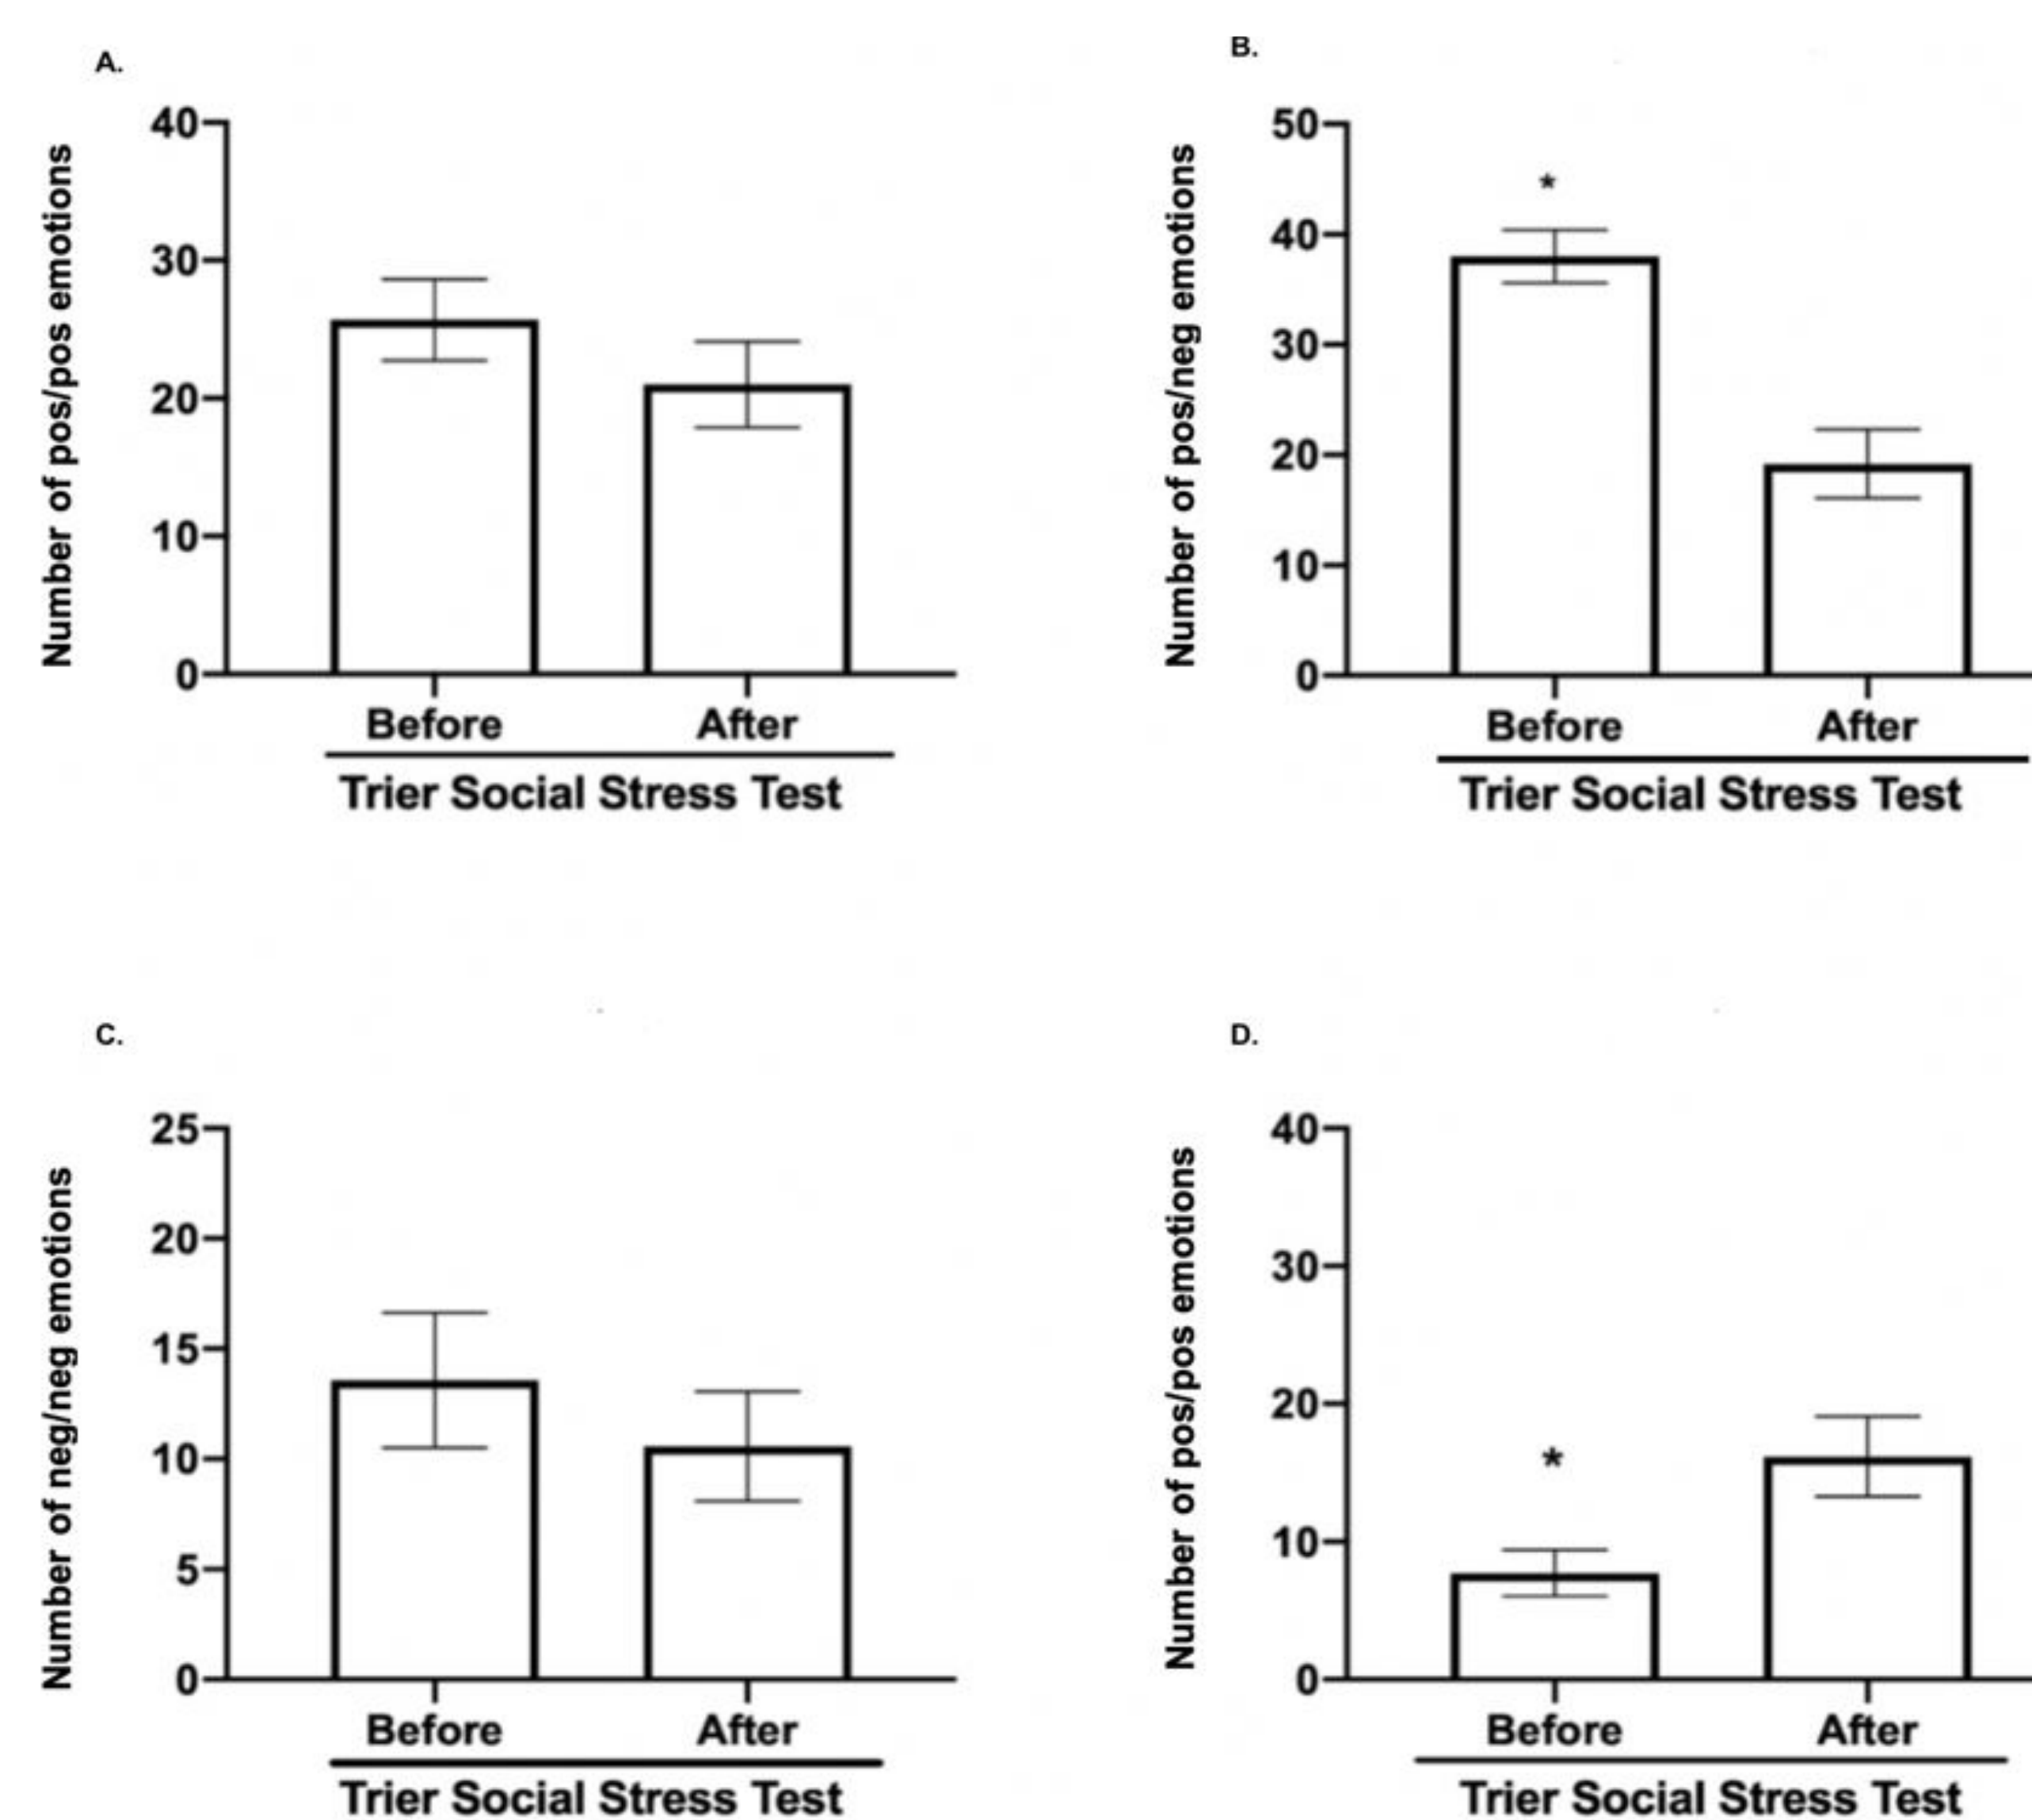 A.
Number of pos/pos emotions
40
30
20
10
0
Before After
Trier Social Stress Test
B.
Number of pos/neg emotions
50
40
30
20
10
0
*
Before After
Trier Social Stress Test
C.
Number of neg/neg emotions
25
20
15
10
5
0
Before After
Trier Social Stress Test
D.
Number of pos/pos emotions
40
30
20
10
0
*
Before After
Trier Social Stress Test